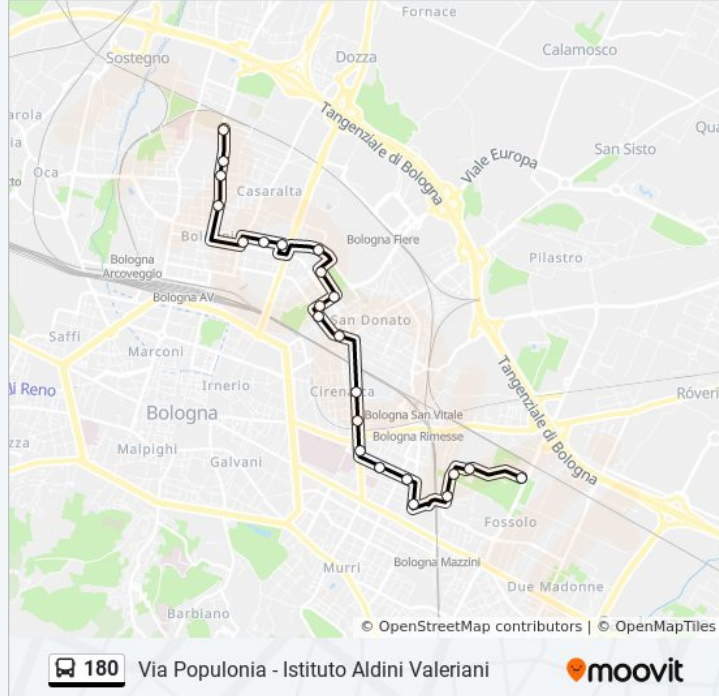 Fornace
Calamosco
Sostegno
Dozza
Tangenziale di Bologna
arola
Qua
San Sisto
Viale Europa
Oca
Casaralta
Bologna Fiere
Pilastro
Bologna
Arcoveggio
Bologna AV
Saffi
San Donato
Marconi
Tangenziale di Bologna
Irnerio
Cirenaica
Róveri
Bologna
Bologna San Vitale
zza
Bologna Rimesse
Malpighi
Galvani
Fossolo
Bologna Mazzini
Murri
Due Madonne
Barbiano
© OpenStreetMap contributors | © OpenMapTiles
180 Via Populonia - Istituto Aldini Valeriani
moovit